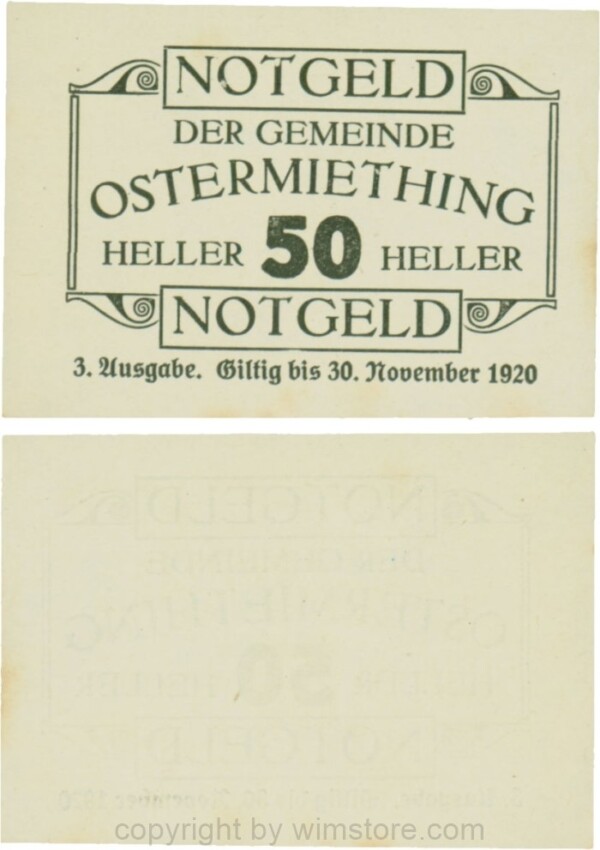 NOTGELD
DER GEMEINDE
OSTERMIETHING
HELLER 50 HELLER
NOTGELD
3. Ausgabe. Giltig bis 30. November 1920
copyright by wimstore.com